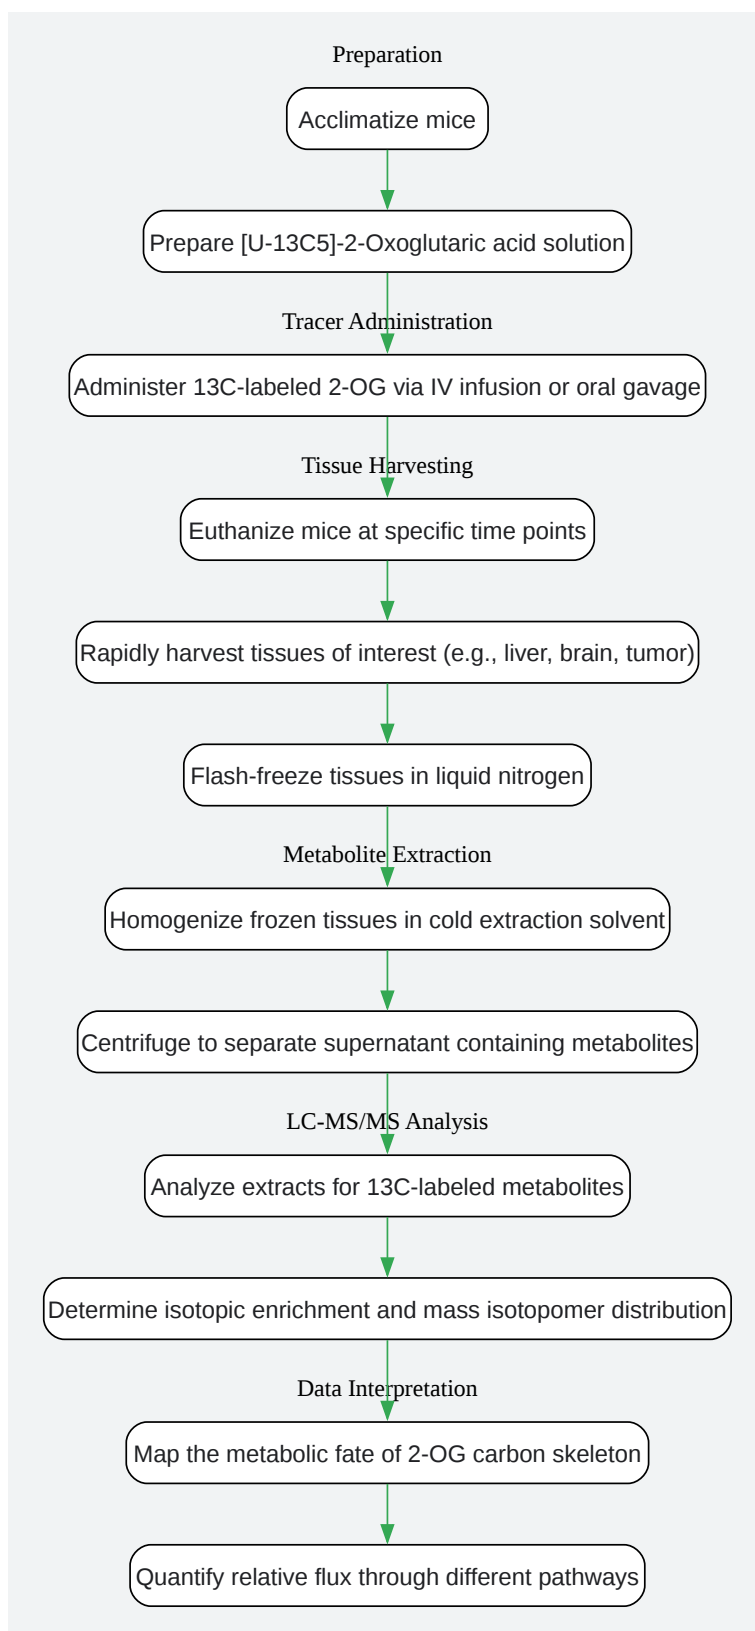 Preparation
Acclimatize mice
Prepare [U-13C5]-2-Oxoglutaric acid solution
Tracer Administration
Administer 13C-labeled 2-OG via IV infusion or oral gavage
Tissue Harvesting
Euthanize mice at specific time points
Rapidly harvest tissues of interest (e.g., liver, brain, tumor)
Flash-freeze tissues in liquid nitrogen
Metabolite Extraction
Homogenize frozen tissues in cold extraction solvent
Centrifuge to separate supernatant containing metabolites
LC-MS/MS Analysis
Analyze extracts for 13C-labeled metabolites
Determine isotopic enrichment and mass isotopomer distribution
Data Interpretation
Map the metabolic fate of 2-OG carbon skeleton
Quantify relative flux through different pathways